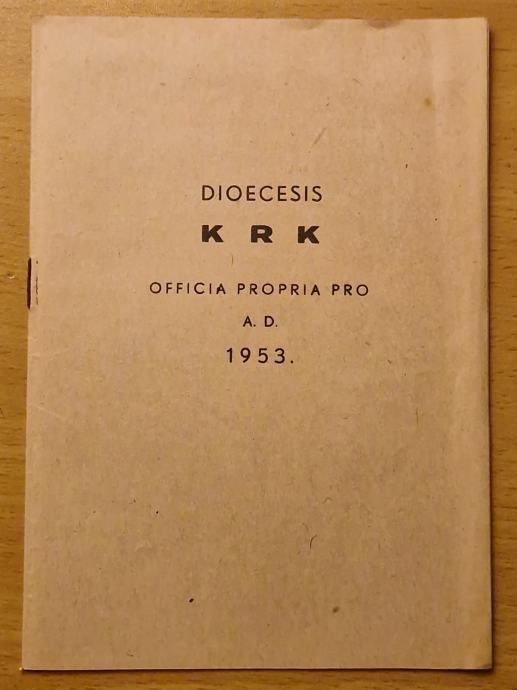 DIOECESIS
KRK
OFFICIA PROPRIA PRO
A. D.
1953.